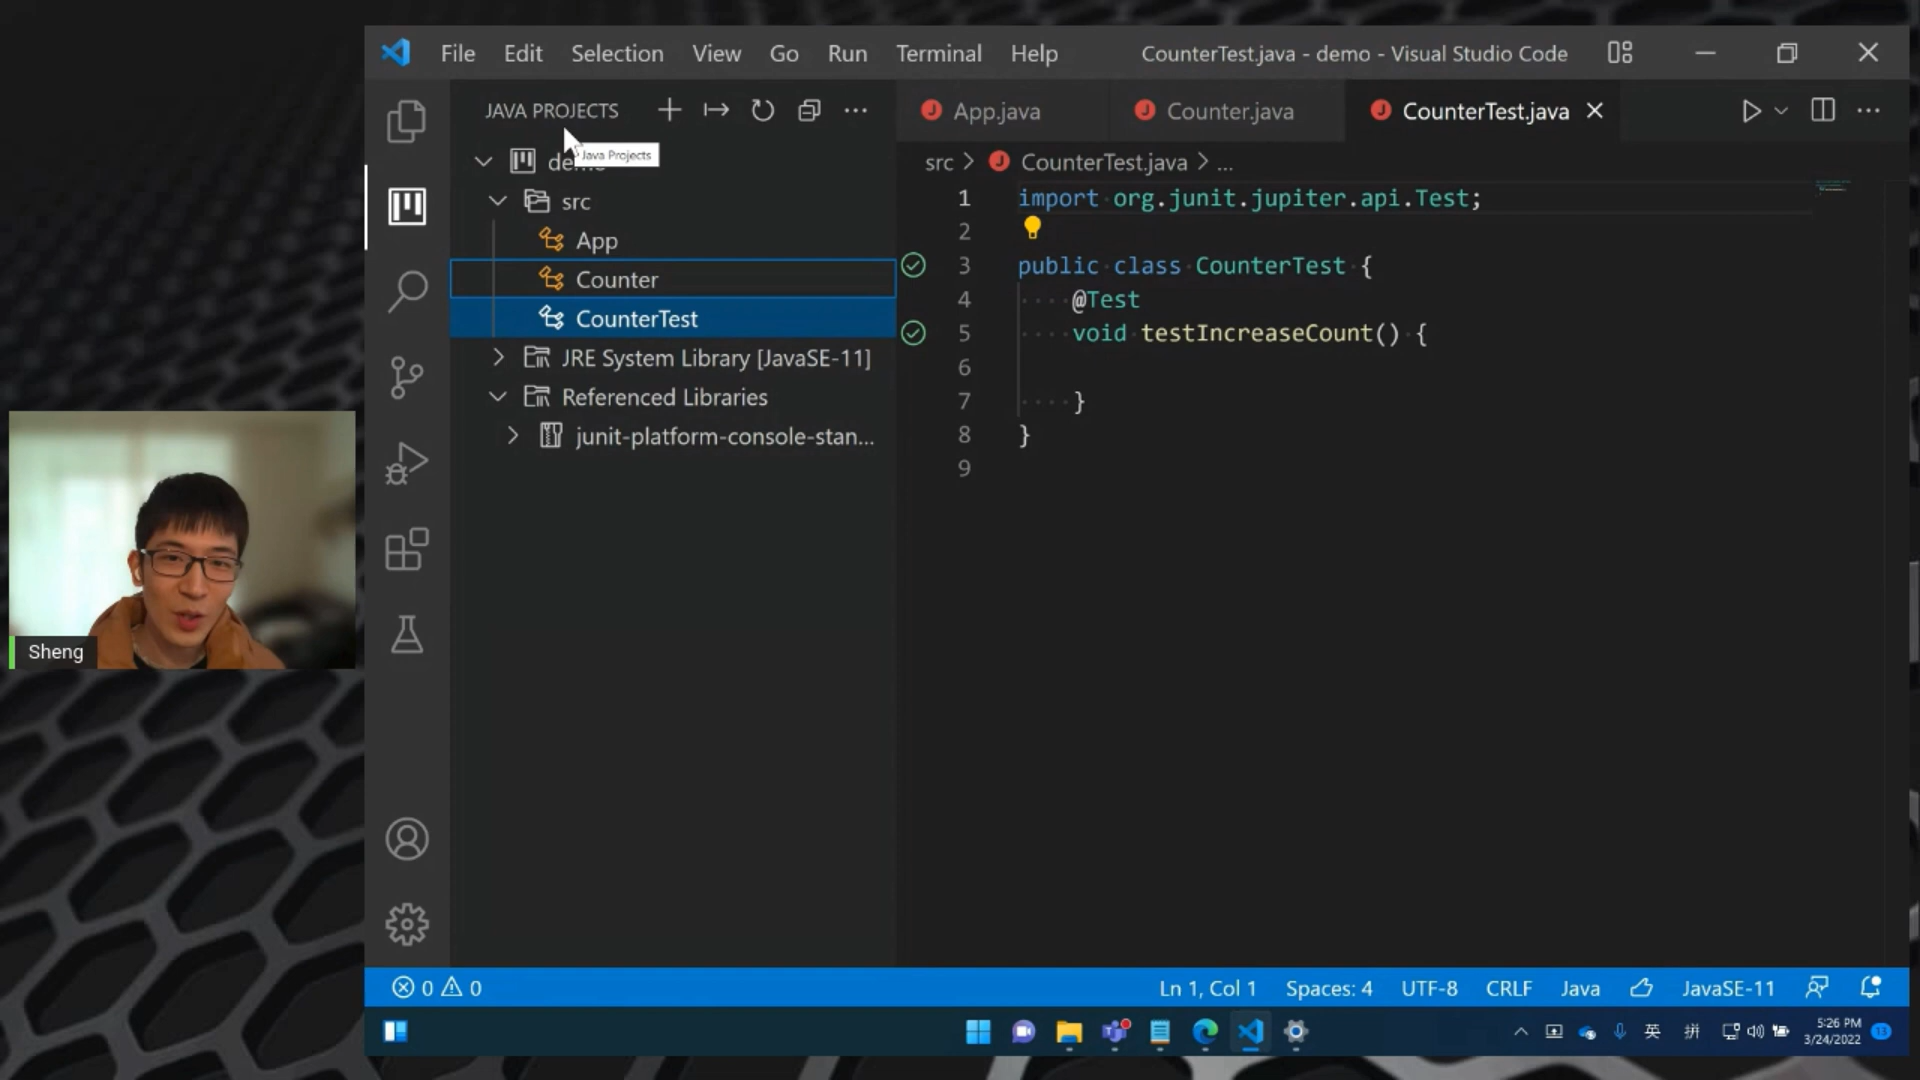 File Edit Selection View Go Run Terminal Help CounterTest.java - demo - Visual Studio Code
JAVA PROJECTS
Java Projects
src
App
Counter
CounterTest
JRE System Library [JavaSE-11]
Referenced Libraries
junit-platform-console-stan...
App.java Counter.java CounterTest.java
src > CounterTest.java > ...
1 import org.junit.jupiter.api.Test;
2
3 public class CounterTest {
4 @Test
5 void testIncreaseCount() {
6
7 }
8 }
9
Sheng
0 0 Ln 1, Col 1 Spaces: 4 UTF-8 CRLF Java JavaSE-11
英 拼 5:26 PM
3/24/2022 13